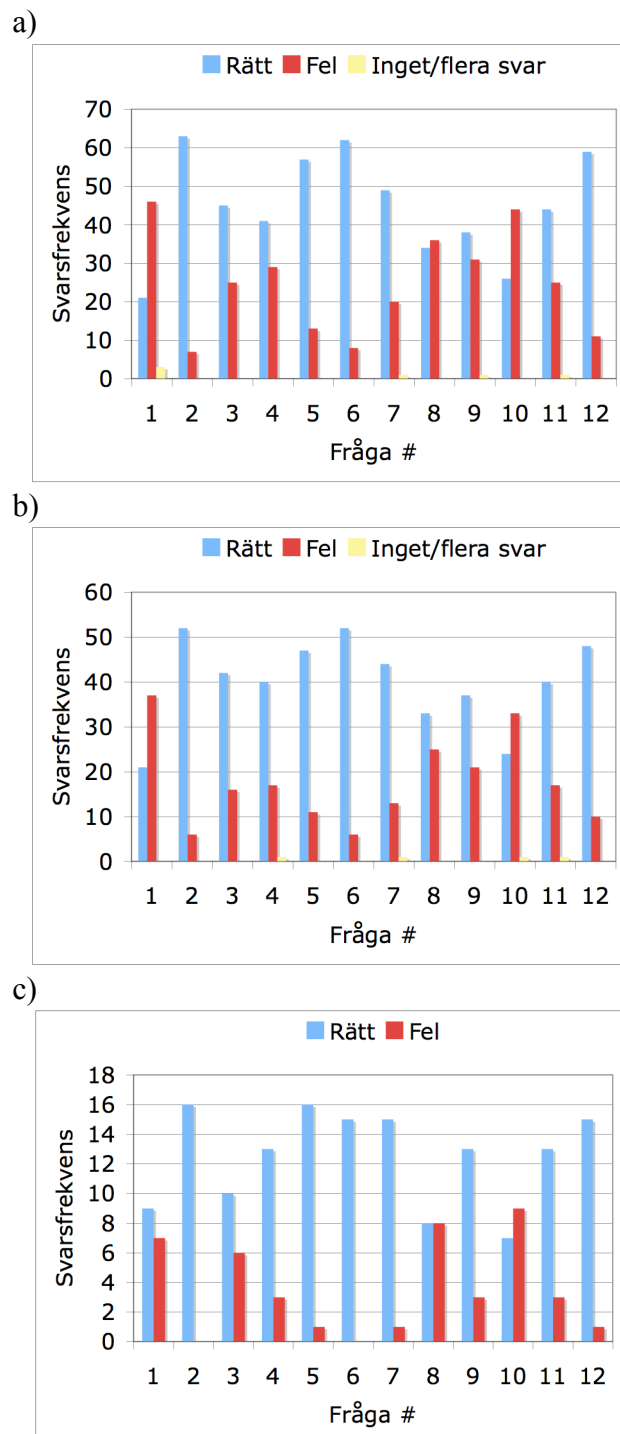 a)
Rätt Fel Inget/flera svar
70
60
50
40
30
20
10
0
Svarsfrekvens
1 2 3 4 5 6 7 8 9 10 11 12
Fråga #
b)
Rätt Fel Inget/flera svar
60
50
40
30
20
10
0
Svarsfrekvens
1 2 3 4 5 6 7 8 9 10 11 12
Fråga #
c)
Rätt Fel
18
16
14
12
10
8
6
4
2
0
Svarsfrekvens
1 2 3 4 5 6 7 8 9 10 11 12
Fråga #